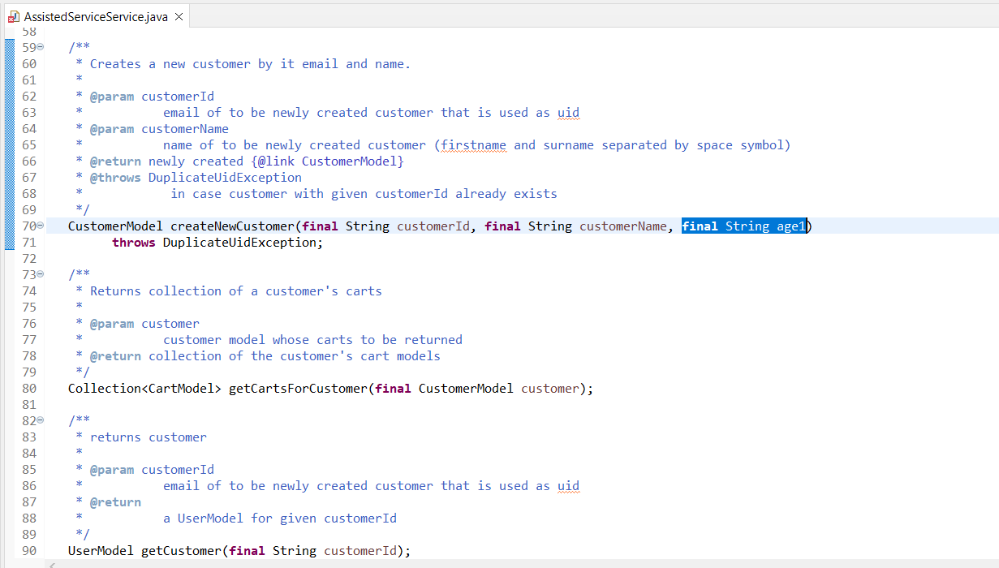 AssistedServiceService.java
58
59 /**
60 * Creates a new customer by it email and name.
61 *
62 * @param customerId
63 * email of to be newly created customer that is used as uid
64 * @param customerName
65 * name of to be newly created customer (firstname and surname separated by space symbol)
66 * @return newly created {@link CustomerModel}
67 * @throws DuplicateUidException
68 * in case customer with given customerId already exists
69 */
70 CustomerModel createNewCustomer(final String customerId, final String customerName, final String age1)
71 throws DuplicateUidException;
72
73 /**
74 * Returns collection of a customer's carts
75 *
76 * @param customer
77 * customer model whose carts to be returned
78 * @return collection of the customer's cart models
79 */
80 Collection<CartModel> getCartsForCustomer(final CustomerModel customer);
81
82 /**
83 * returns customer
84 *
85 * @param customerId
86 * email of to be newly created customer that is used as uid
87 * @return
88 * a UserModel for given customerId
89 */
90 UserModel getCustomer(final String customerId);